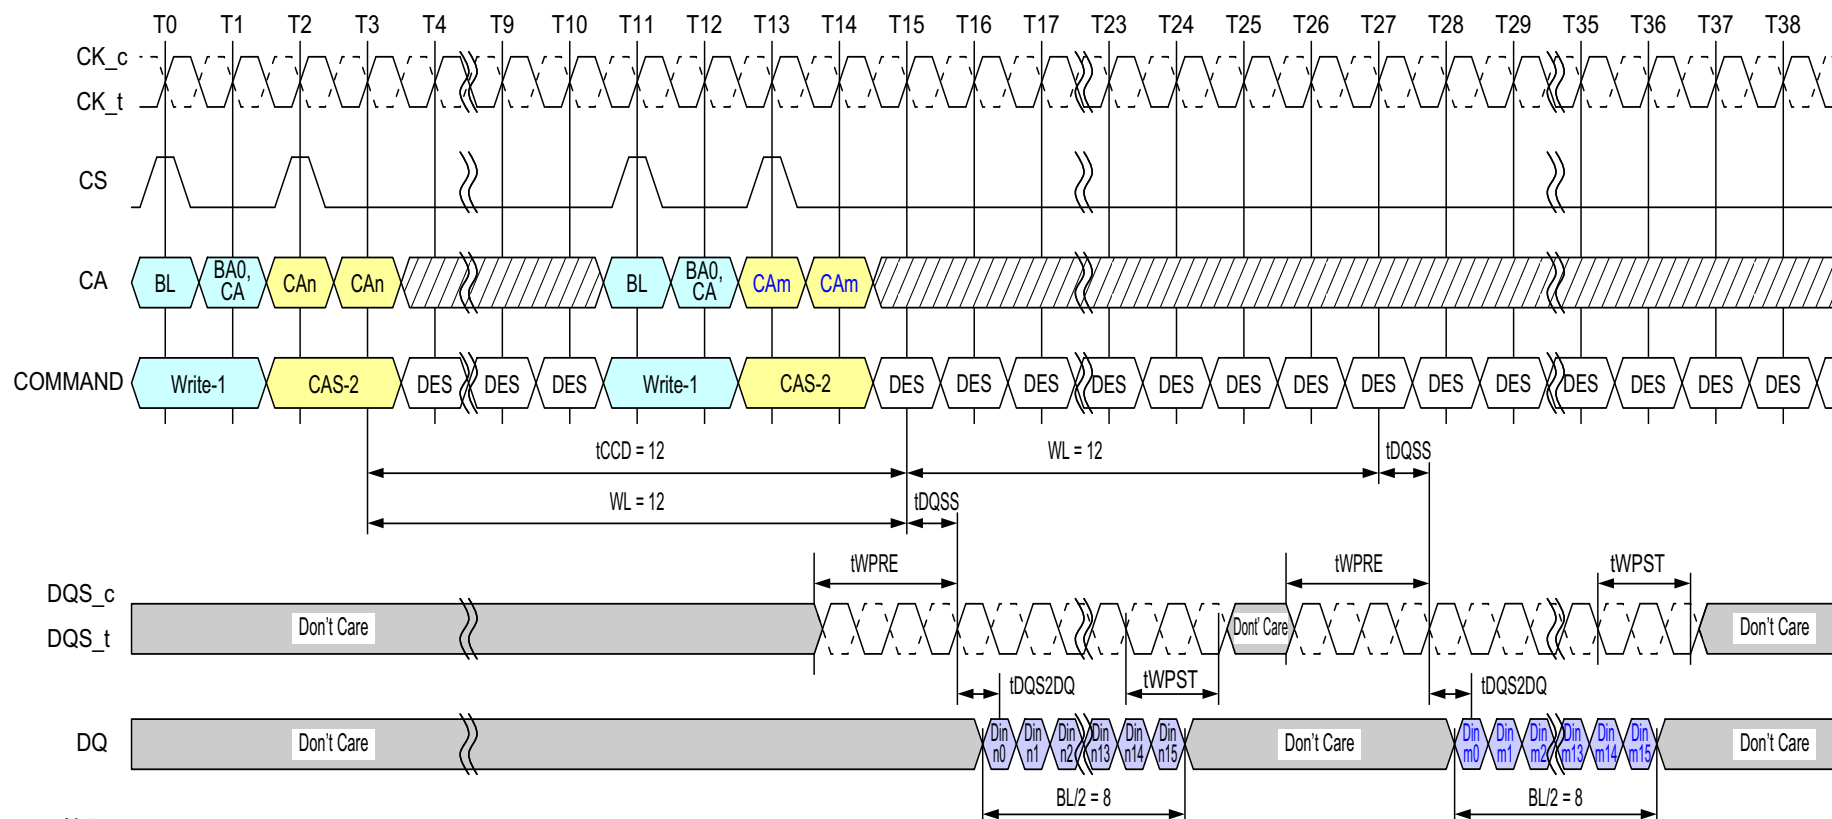 T0 T1 T2 T3 T4 T9 T10 T11 T12 T13 T14 T15 T16 T17 T23 T24 T25 T26 T27 T28 T29 T35 T36 T37 T38
CK_c
CK_t
CS
CA BL BA0, CA CAn CAn BL BA0, CA CAm CAm
COMMAND Write-1 CAS-2 DES DES DES Write-1 CAS-2 DES DES DES DES DES DES DES DES DES DES DES DES DES DES
tCCD = 12 WL = 12 tDQSS
WL = 12 tDQSS
tWPRE tWPRE tWPST
DQS_c
Don't Care Dont' Care Don't Care
DQS_t
tDQS2DQ tWPST tDQS2DQ
DQ Don't Care Din n0 Din n1 Din n2 Din n13 Din n14 Din n15 Don't Care Din m0 Din m1 Din m2 Din m13 Din m14 Din m15 Don't Care
BL/2 = 8 BL/2 = 8